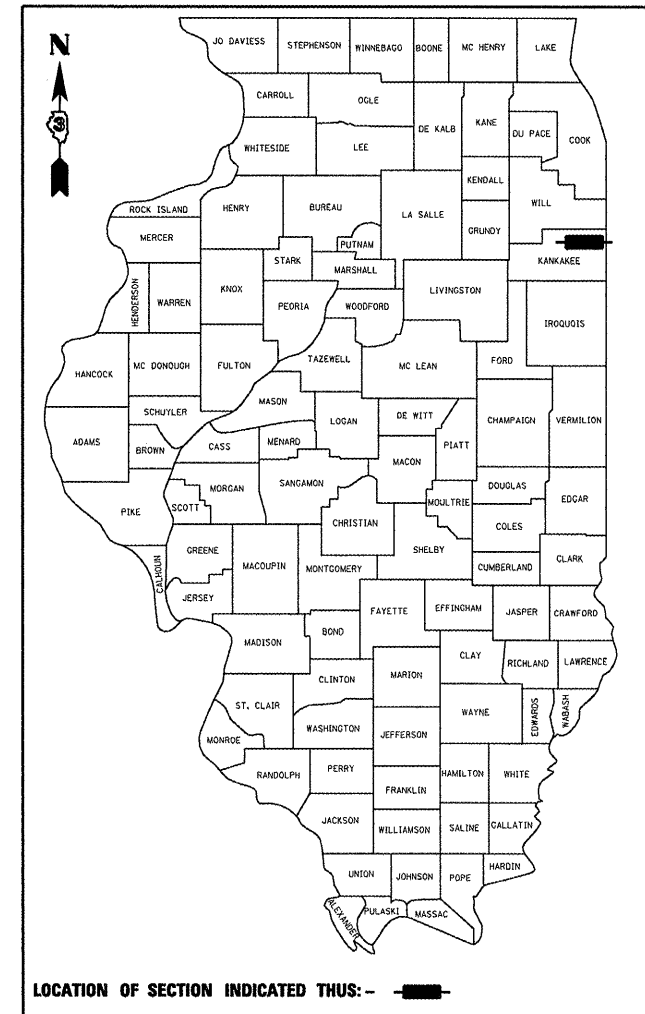 JO DAVIESS
STEPHENSON
WINNEBAGO
BOONE
MC HENRY
LAKE
N
CARROLL
OGLE
DE KALB
KANE
DU PAGE
COOK
WHITESIDE
LEE
KENDALL
WILL
ROCK ISLAND
HENRY
BUREAU
LA SALLE
GRUNDY
MERCER
PUTNAM
KANKAKEE
STARK
MARSHALL
HENDERSON
WARREN
KNOX
PEORIA
WOODFORD
LIVINGSTON
IROQUOIS
HANCOCK
MC DONOUGH
FULTON
TAZEWELL
MC LEAN
FORD
SCHUYLER
MASON
LOGAN
DE WITT
CHAMPAIGN
VERMILION
ADAMS
BROWN
CASS
MENARD
MACON
PIATT
PIKE
SCOTT
MORGAN
SANGAMON
CHRISTIAN
MOULTRIE
DOUGLAS
EDGAR
COLES
CALHOUN
GREENE
MACOUPIN
MONTGOMERY
SHELBY
CUMBERLAND
CLARK
JERSEY
FAYETTE
EFFINGHAM
JASPER
CRAWFORD
MADISON
BOND
CLAY
RICHLAND
LAWRENCE
CLINTON
MARION
ST. CLAIR
WAYNE
EDWARDS
WABASH
MONROE
WASHINGTON
JEFFERSON
RANDOLPH
PERRY
FRANKLIN
HAMILTON
WHITE
JACKSON
WILLIAMSON
SALINE
GALLATIN
UNION
JOHNSON
POPE
HARDIN
ALEXANDER
PULASKI
MASSAC
LOCATION OF SECTION INDICATED THUS: -